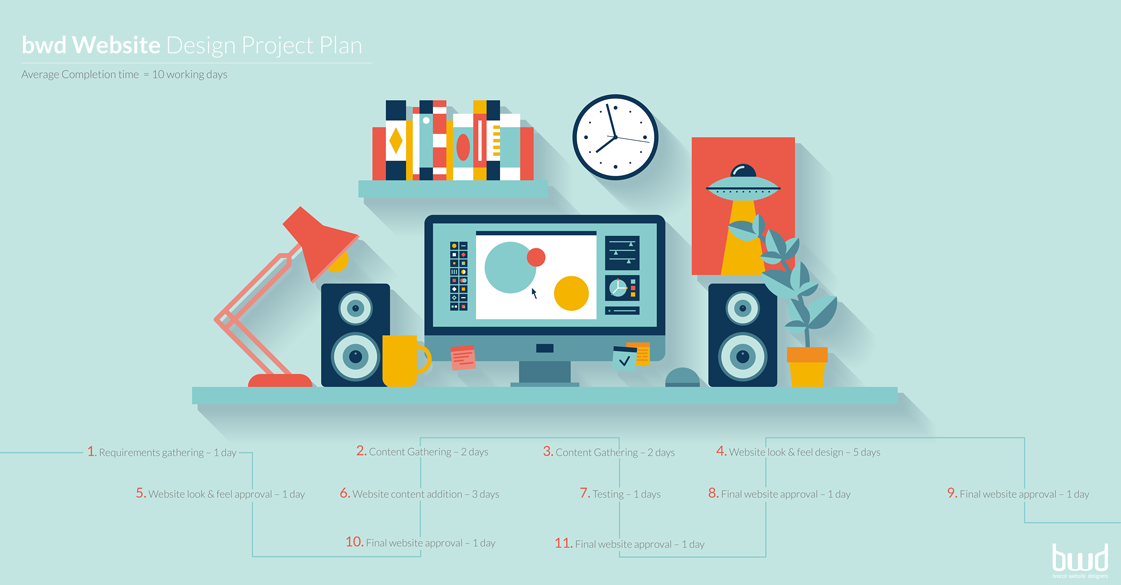 bwd Website Design Project Plan
Average Completion time = 10 working days
1. Requirements gathering – 1 day
2. Content Gathering – 2 days
3. Content Gathering – 2 days
4. Website look & feel design – 5 days
5. Website look & feel approval – 1 day
6. Website content addition – 3 days
7. Testing – 1 days
8. Final website approval – 1 day
9. Final website approval – 1 day
10. Final website approval – 1 day
11. Final website approval – 1 day
bwd
website designers